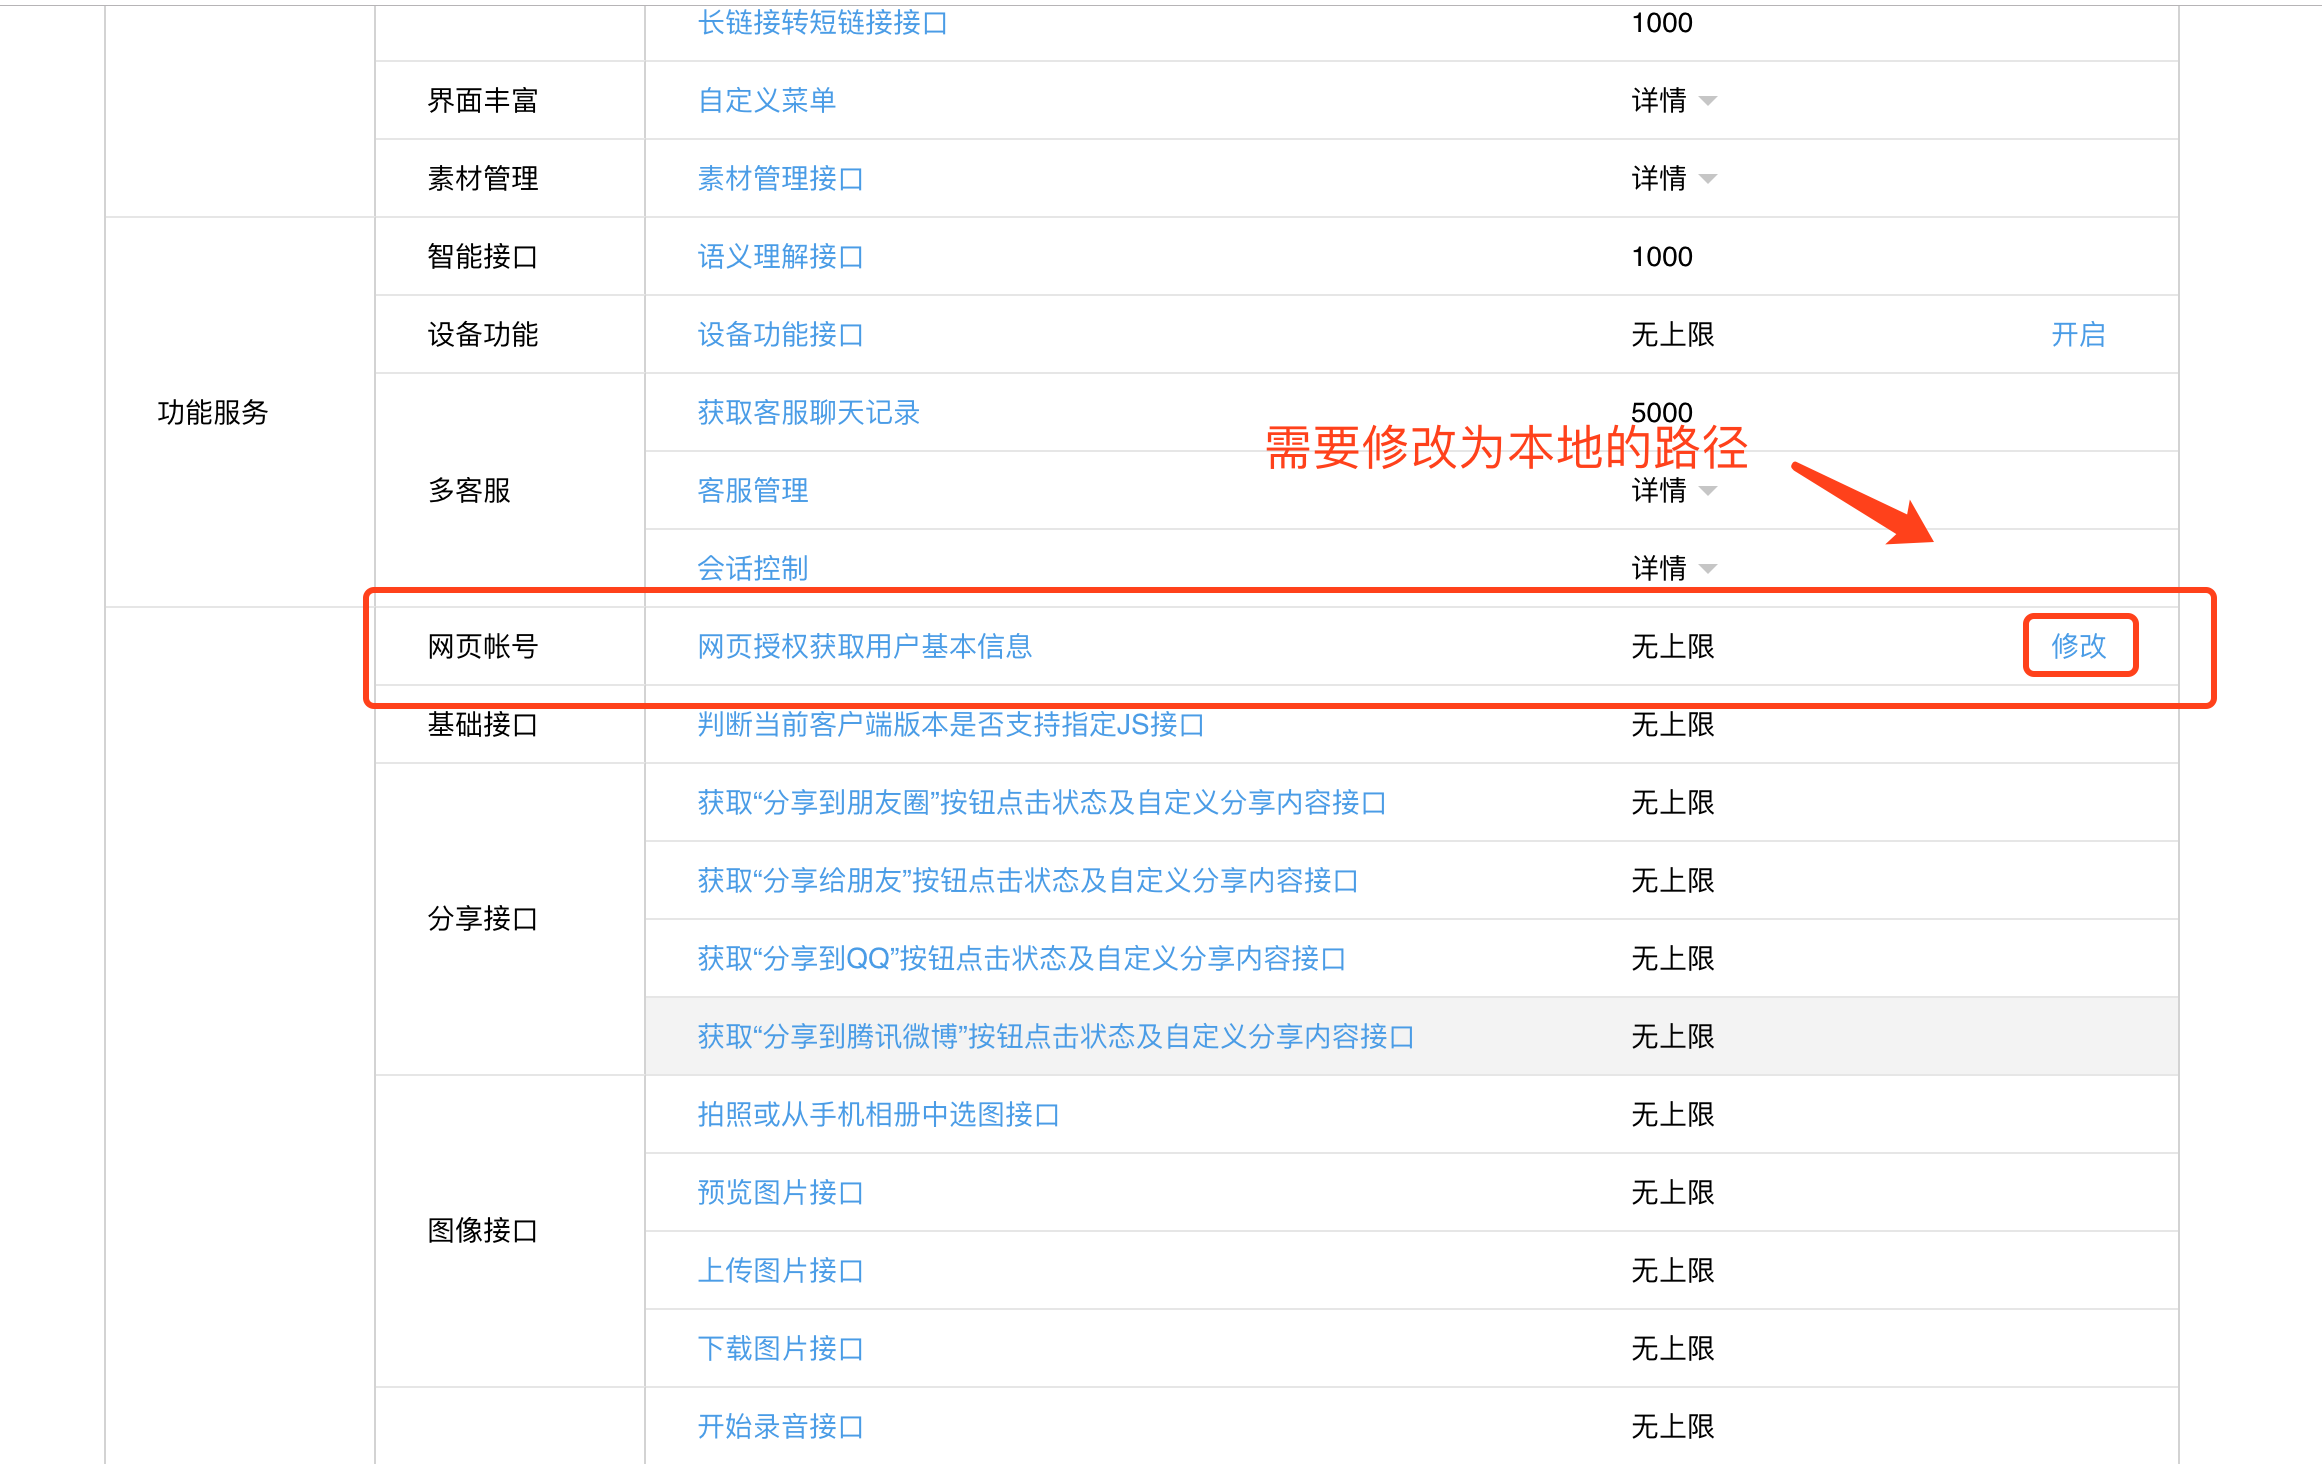 长链接转短链接接口 1000
界面丰富 自定义菜单 详情
素材管理 素材管理接口 详情
智能接口 语义理解接口 1000
设备功能 设备功能接口 无上限 开启
功能服务 获取客服聊天记录 5000
需要修改为本地的路径
多客服 客服管理 详情
会话控制 详情
网页帐号 网页授权获取用户基本信息 无上限 修改
基础接口 判断当前客户端版本是否支持指定JS接口 无上限
获取“分享到朋友圈”按钮点击状态及自定义分享内容接口 无上限
获取“分享给朋友”按钮点击状态及自定义分享内容接口 无上限
分享接口
获取“分享到QQ”按钮点击状态及自定义分享内容接口 无上限
获取“分享到腾讯微博”按钮点击状态及自定义分享内容接口 无上限
拍照或从手机相册中选图接口 无上限
预览图片接口 无上限
图像接口
上传图片接口 无上限
下载图片接口 无上限
开始录音接口 无上限